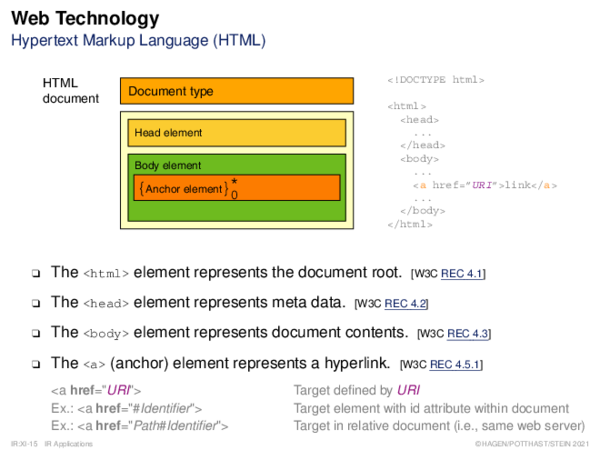 Web Technology
Hypertext Markup Language (HTML)
HTML
document
Document type
Head element
Body element
{Anchor element}*0
<!DOCTYPE html>
<html>
<head>
...
</head>
<body>
...
<a href="URI">link</a>
...
</body>
</html>
❑ The <html> element represents the document root. [W3C REC 4.1]
❑ The <head> element represents meta data. [W3C REC 4.2]
❑ The <body> element represents document contents. [W3C REC 4.3]
❑ The <a> (anchor) element represents a hyperlink. [W3C REC 4.5.1]
<a href="URI"> Target defined by URI
Ex.: <a href="#Identifier"> Target element with id attribute within document
Ex.: <a href="Path#Identifier"> Target in relative document (i.e., same web server)
IR:XI-15 IR Applications ©HAGEN/POTTHAST/STEIN 2021